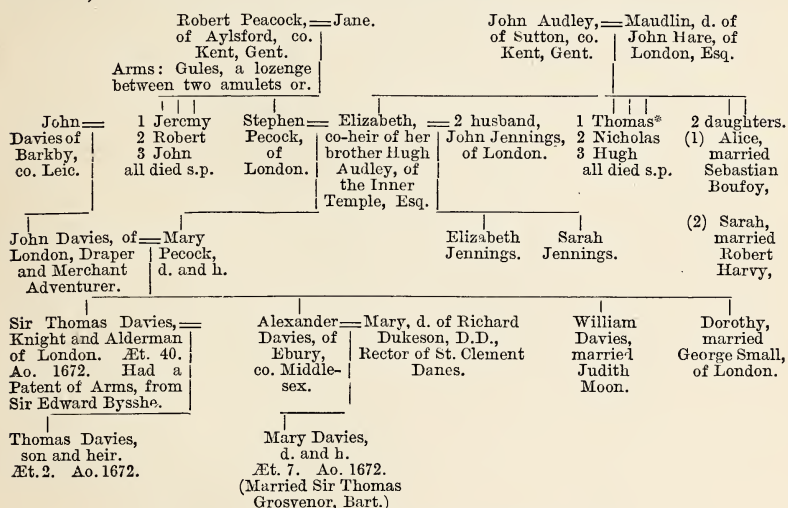 Robert Peacock,=Jane.
of Aylsford, co.
Kent, Gent.
Arms: Gules, a lozenge
between two amulets or.
John Audley,=Maudlin, d. of
of Sutton, co. John Hare, of
Kent, Gent. London, Esq.
John=
Davies of
Barkby,
co. Leic.
1 Jeremy
2 Robert
3 John
all died s.p.
Stephen=
Pecock,
of
London.
Elizabeth,
co-heir of her
brother Hugh
Audley, of
the Inner
Temple, Esq.
=2 husband,
John Jennings,
of London.
1 Thomas*
2 Nicholas
3 Hugh
all died s.p.
2 daughters.
(1) Alice,
married
Sebastian
Boufoy,
(2) Sarah,
married
Robert
Harvy,
John Davies, of=Mary
London, Draper Pecock,
and Merchant d. and h.
Adventurer.
Elizabeth
Jennings.
Sarah
Jennings.
Sir Thomas Davies,=
Knight and Alderman
of London. Æt. 40.
Ao. 1672. Had a
Patent of Arms, from
Sir Edward Bysshe.
Alexander=Mary, d. of Richard
Davies, of Dukeson, D.D.,
Ebury, Rector of St. Clement
co. Middle- Danes.
sex.
William
Davies,
married
Judith
Moon.
Dorothy,
married
George Small,
of London.
Thomas Davies,
son and heir.
Æt. 2. Ao. 1672.
Mary Davies,
d. and h.
Æt. 7. Ao. 1672.
(Married Sir Thomas
Grosvenor, Bart.)